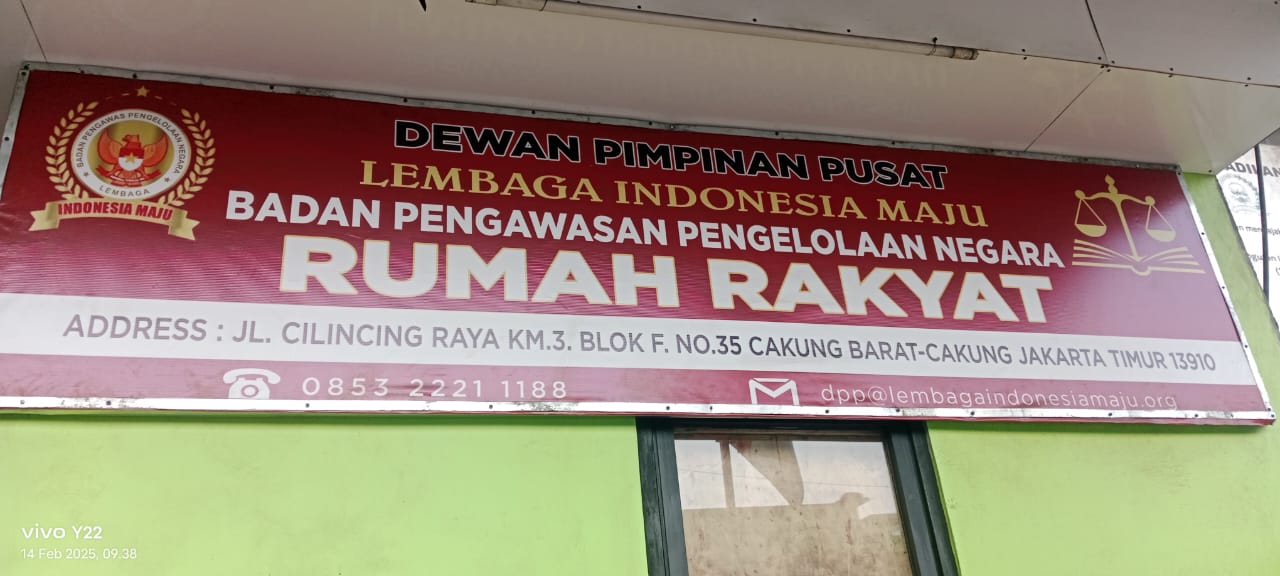 BADAN PENGAWAS PENGELOLAAN NEGARA
LEMBAGA
INDONESIA MAJU
DEWAN PIMPINAN PUSAT
LEMBAGA INDONESIA MAJU
BADAN PENGAWASAN PENGELOLAAN NEGARA
RUMAH RAKYAT
ADDRESS : JL. CILINCING RAYA KM.3. BLOK F. NO.35 CAKUNG BARAT-CAKUNG JAKARTA TIMUR 13910
0853 2221 1188
dpp@lembagaindonesiamaju.org
vivo Y22
14 Feb 2025, 09.38